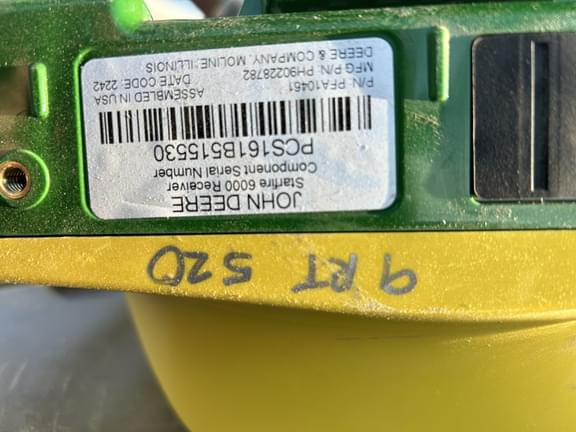 JOHN DEERE
Starfire 6000 Receiver
Component Serial Number
PCS161B515530
P/N: PFA10461
MFG P/N: PH90228782
ASSEMBLED IN USA DATE CODE: 2242
DEERE & COMPANY, MOLINE, ILLINOIS
9RT 520